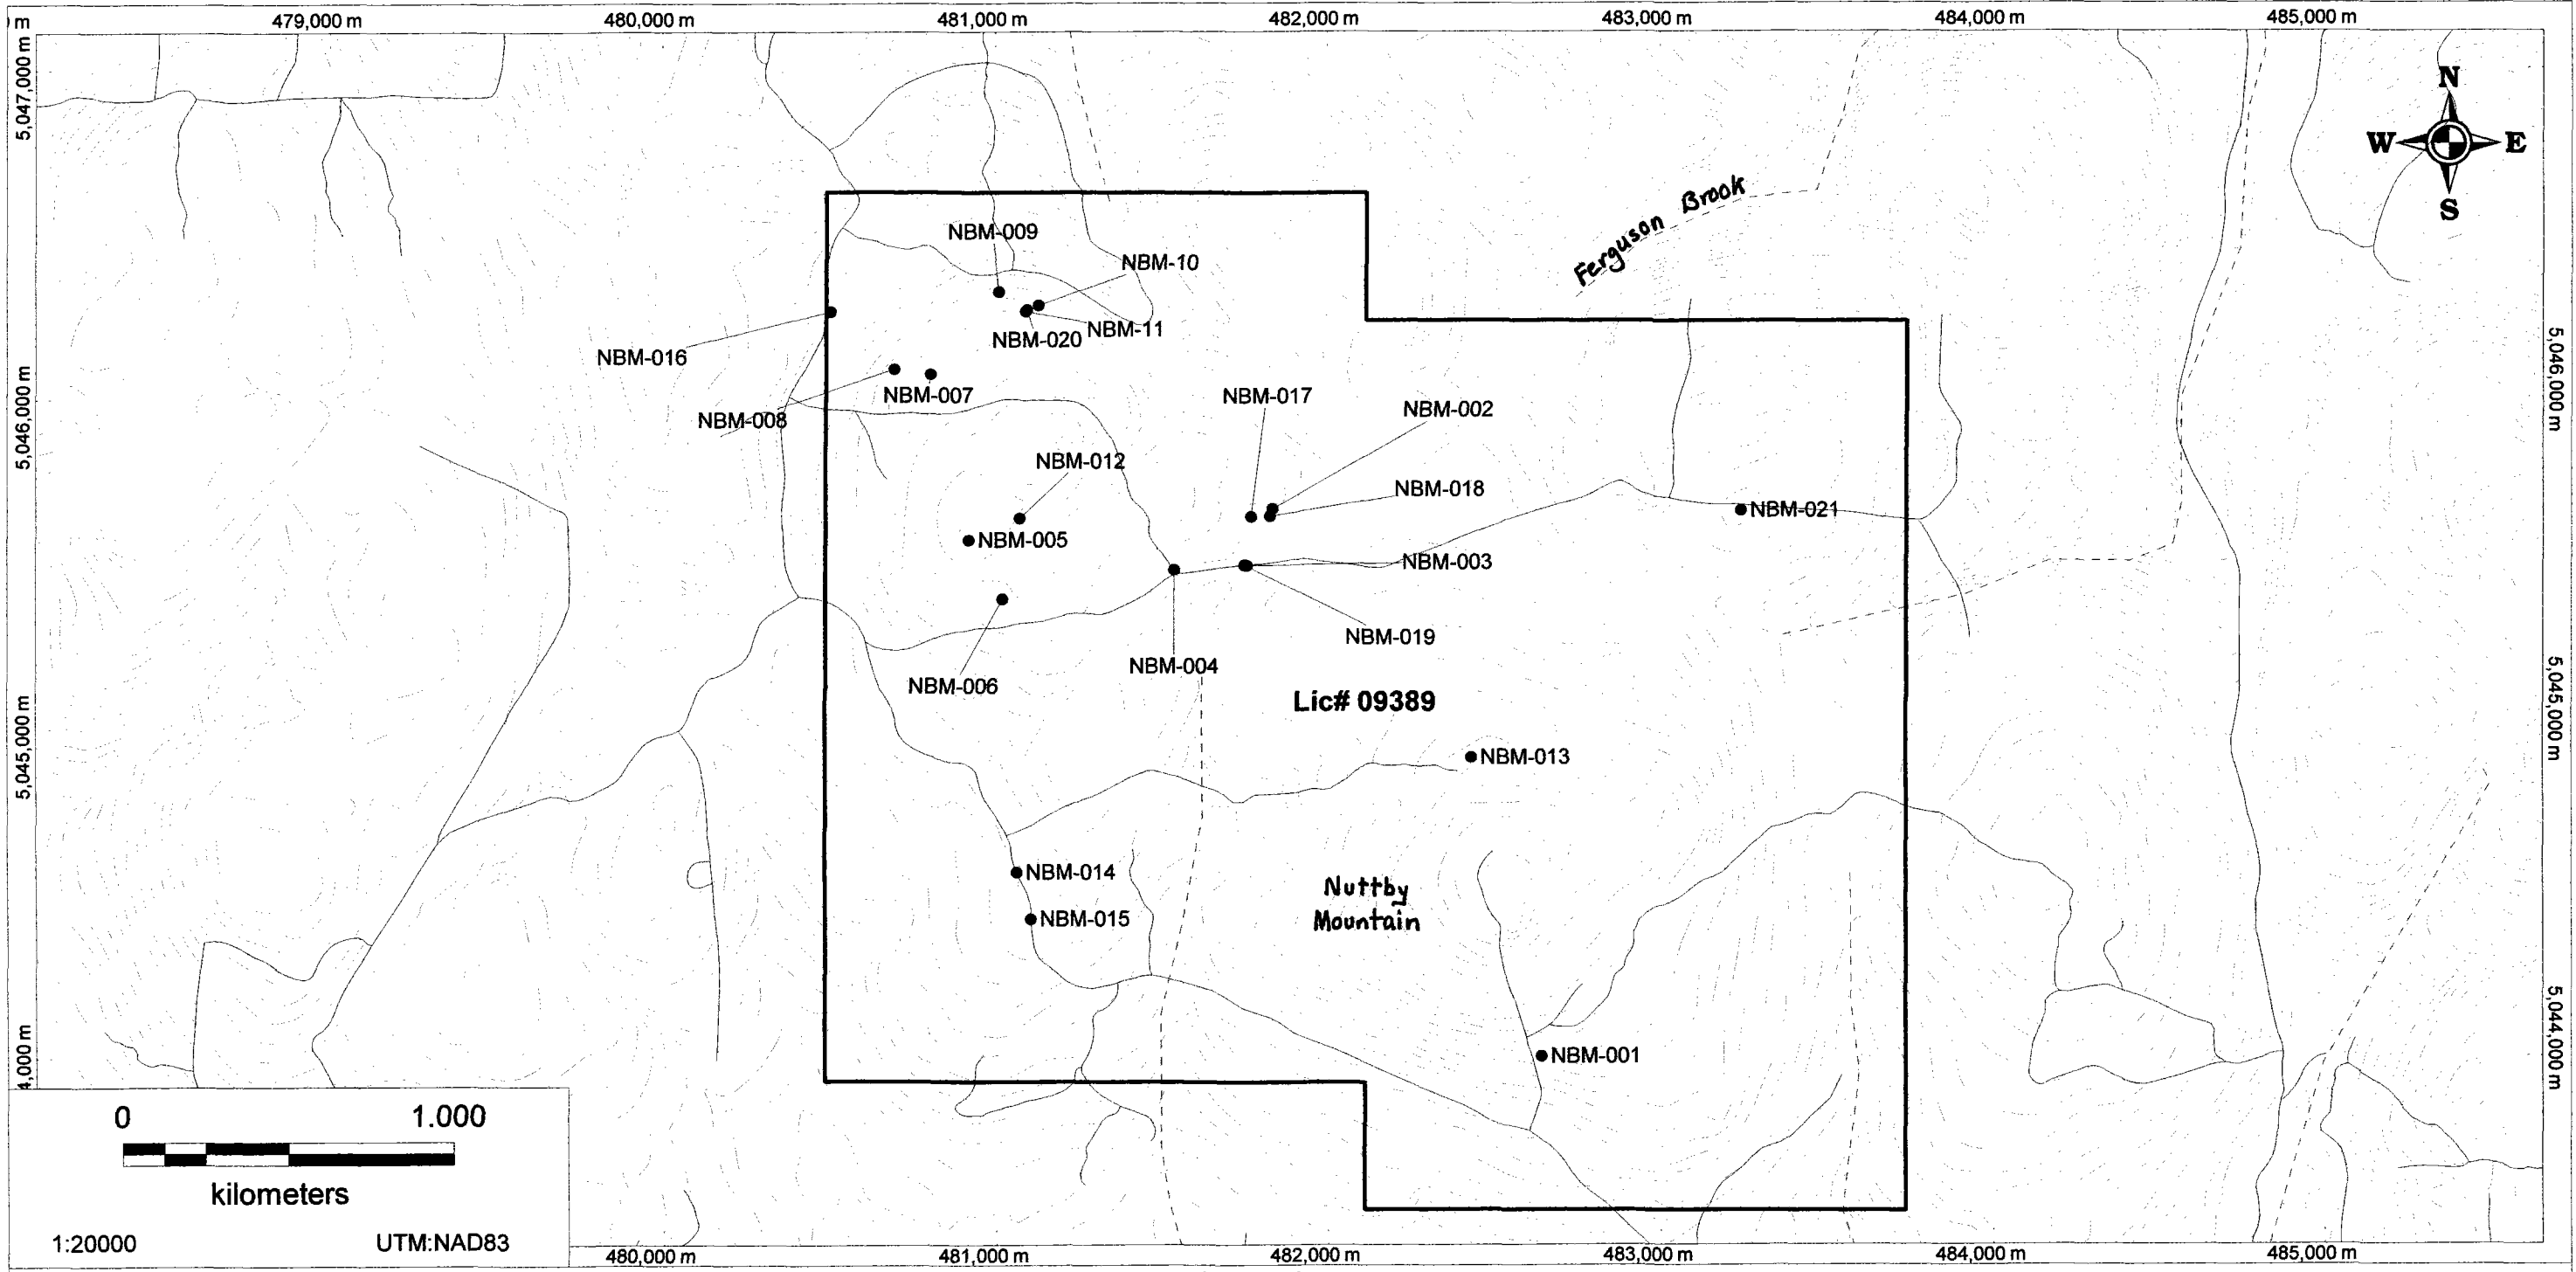 ) m
479,000 m
480,000 m
481,000 m
482,000 m
483,000 m
484,000 m
485,000 m
5,047,000 m
N
W
E
S
Ferguson Brook
NBM-009
NBM-10
NBM-11
NBM-020
NBM-016
NBM-007
NBM-008
5,046,000 m
5,046,000 m
NBM-017
NBM-002
NBM-012
NBM-018
NBM-021
NBM-005
NBM-003
NBM-019
NBM-004
NBM-006
Lic# 09389
5,045,000 m
5,045,000 m
NBM-013
NBM-014
Nuttby
Mountain
NBM-015
NBM-001
4,000 m
5,044,000 m
0
1.000
kilometers
1:20000
UTM:NAD83
480,000 m
481,000 m
482,000 m
483,000 m
484,000 m
485,000 m